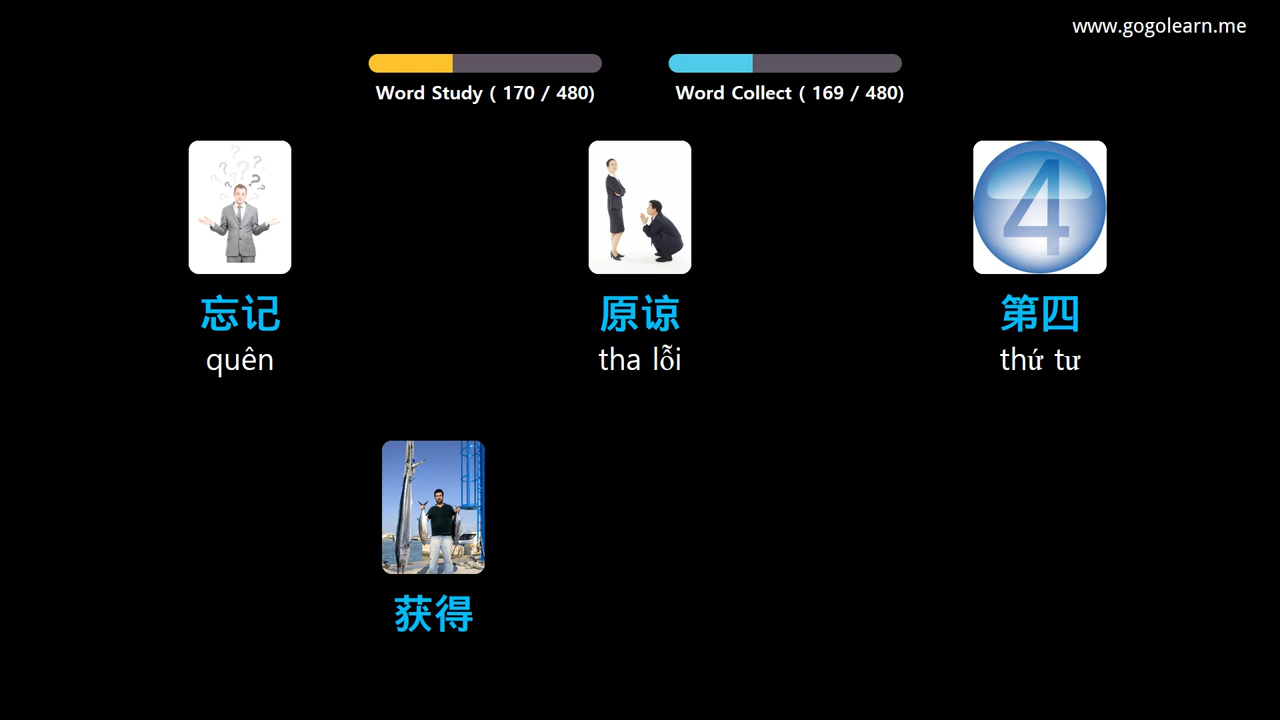 www.gogolearn.me
Word Study ( 170 / 480)
Word Collect ( 169 / 480)
4
忘记
quên
原谅
tha lỗi
第四
thứ tư
获得